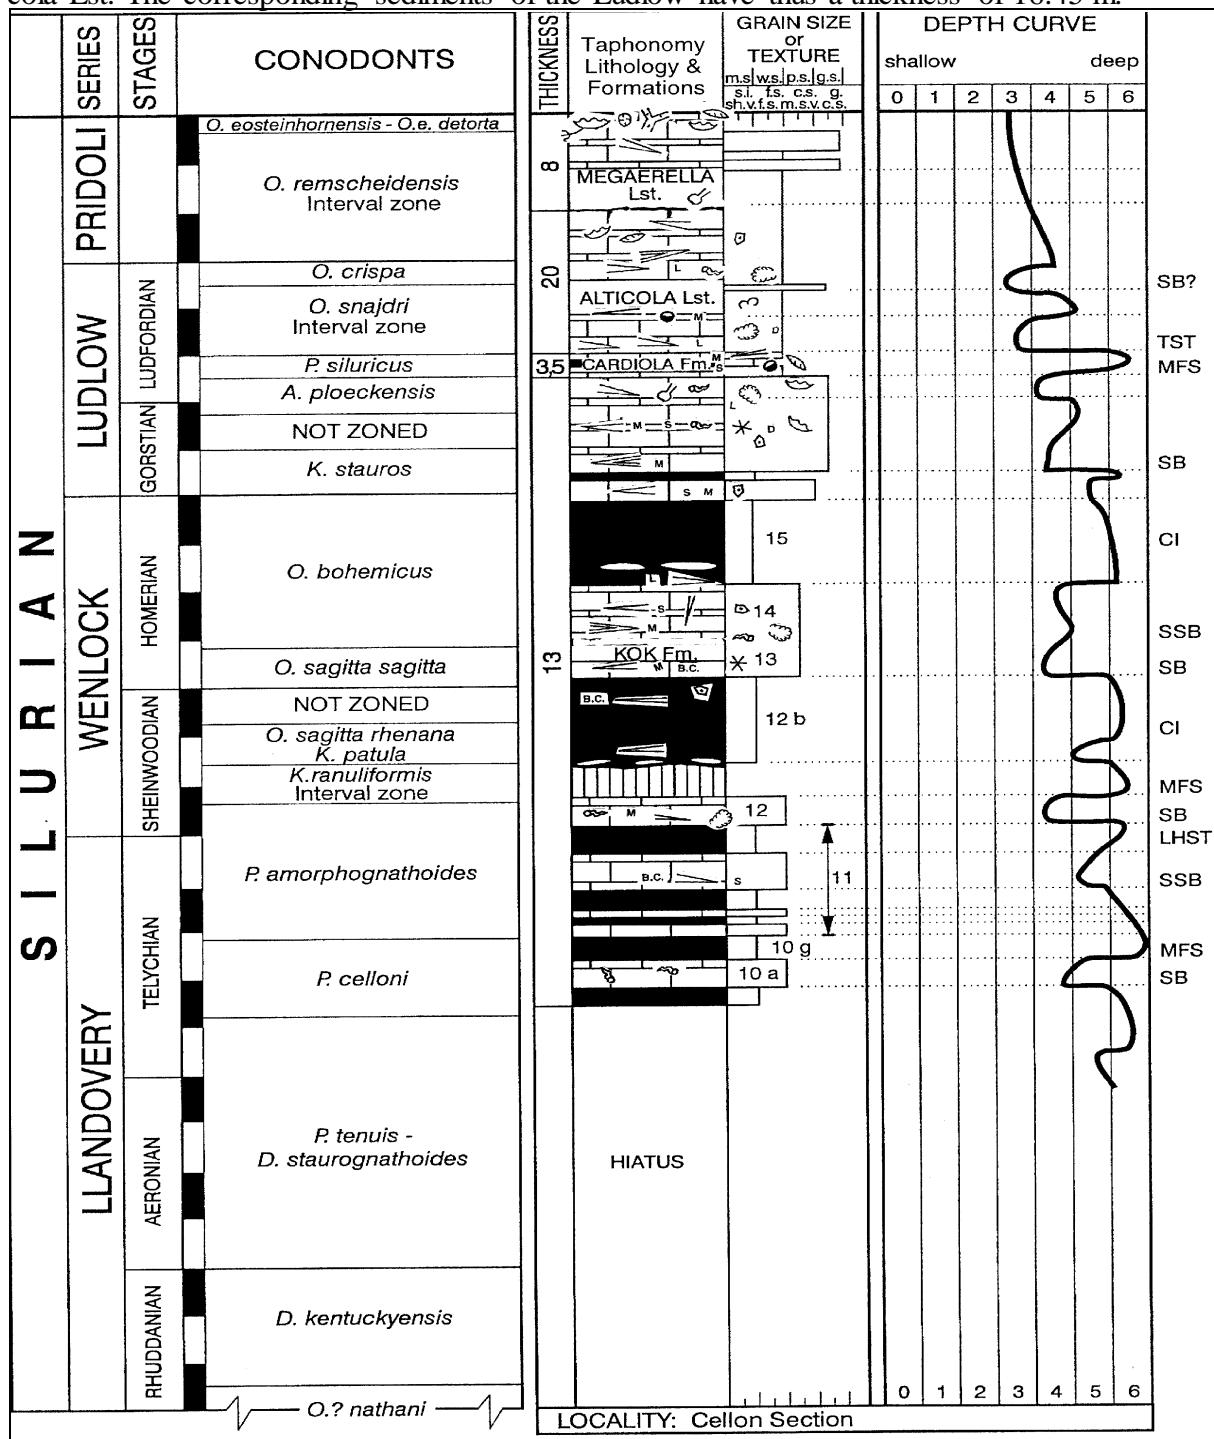 cola Lst. The corresponding sediments of the Ludlow have thus a thickness of 16.45 m.
SERIES
STAGES
CONODONTS
THICKNESS
Taphonomy
Lithology &
Formations
GRAIN SIZE
or
TEXTURE
m.s|w.s|p.s|g.s.|
s.i. f.s. c.s. g.
sh.v.f.s. m.s.v.c.s.
DEPTH CURVE
shallow deep
0 1 2 3 4 5 6
SILURIAN
PRIDOLI
LUDLOW
WENLOCK
LLANDOVERY
LUDFORDIAN
GORSTIAN
HOMERIAN
SHEINWOODIAN
TELYCHIAN
AERONIAN
RHUDDANIAN
O. eosteinhornensis - O.e. detorta
O. remscheidensis
Interval zone
O. crispa
O. snajdri
Interval zone
P. siluricus
A. ploeckensis
NOT ZONED
K. stauros
O. bohemicus
O. sagitta sagitta
NOT ZONED
O. sagitta rhenana
K. patula
K.ranuliformis
Interval zone
P. amorphognathoides
P. celloni
P. tenuis -
D. staurognathoides
D. kentuckyensis
O.? nathani
8
20
3,5
13
MEGAERELLA
Lst.
L
ALTICOLA Lst.
M
L
CARDIOLA Fm.
M
S
L
M S
M
S M
15
L
S
14
M
KOK Fm.
M B.C.
13
B.C.
12 b
M
12
B.C.
S
11
10 g
10 a
HIATUS
SB?
TST
MFS
SB
CI
SSB
SB
CI
MFS
SB
LHST
SSB
MFS
SB
0 1 2 3 4 5 6
LOCALITY: Cellon Section